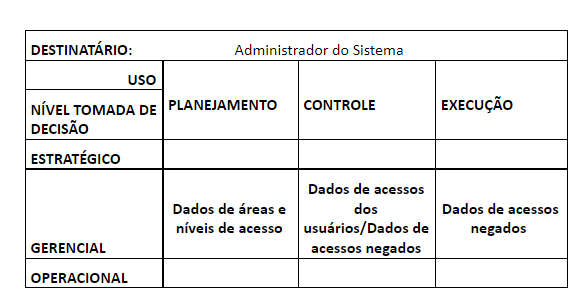 DESTINATÁRIO: Administrador do Sistema
USO
NÍVEL TOMADA DE
DECISÃO
PLANEJAMENTO
CONTROLE
EXECUÇÃO
ESTRATÉGICO
GERENCIAL
Dados de áreas e
níveis de acesso
Dados de acessos
dos
usuários/Dados de
acessos negados
Dados de acessos
negados
OPERACIONAL